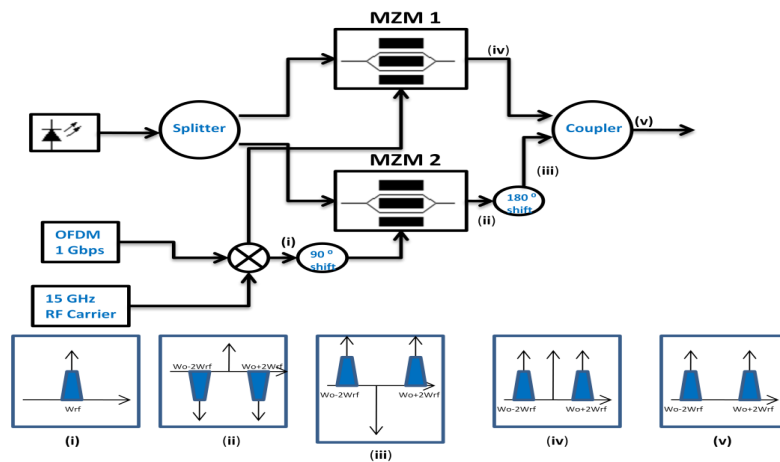 MZM 1
(iv)
Splitter
Coupler
(v)
MZM 2
(iii)
(ii)
180 o
shift
OFDM
1 Gbps
(i)
90 o
shift
15 GHz
RF Carrier
Wrf
(i)
Wo-2Wrf
Wo+2Wrf
(ii)
Wo-2Wrf
Wo+2Wrf
(iii)
Wo-2Wrf
Wo+2Wrf
(iv)
Wo-2Wrf
Wo+2Wrf
(v)